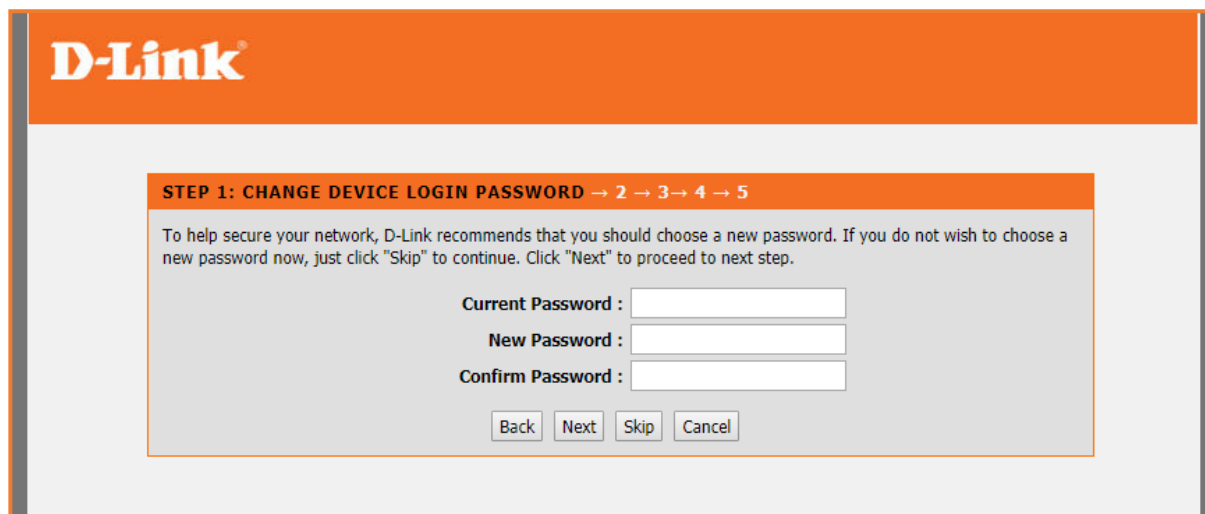 D-Link®
STEP 1: CHANGE DEVICE LOGIN PASSWORD → 2 → 3→ 4 → 5
To help secure your network, D-Link recommends that you should choose a new password. If you do not wish to choose a
new password now, just click "Skip" to continue. Click "Next" to proceed to next step.
Current Password :
New Password :
Confirm Password :
Back Next Skip Cancel